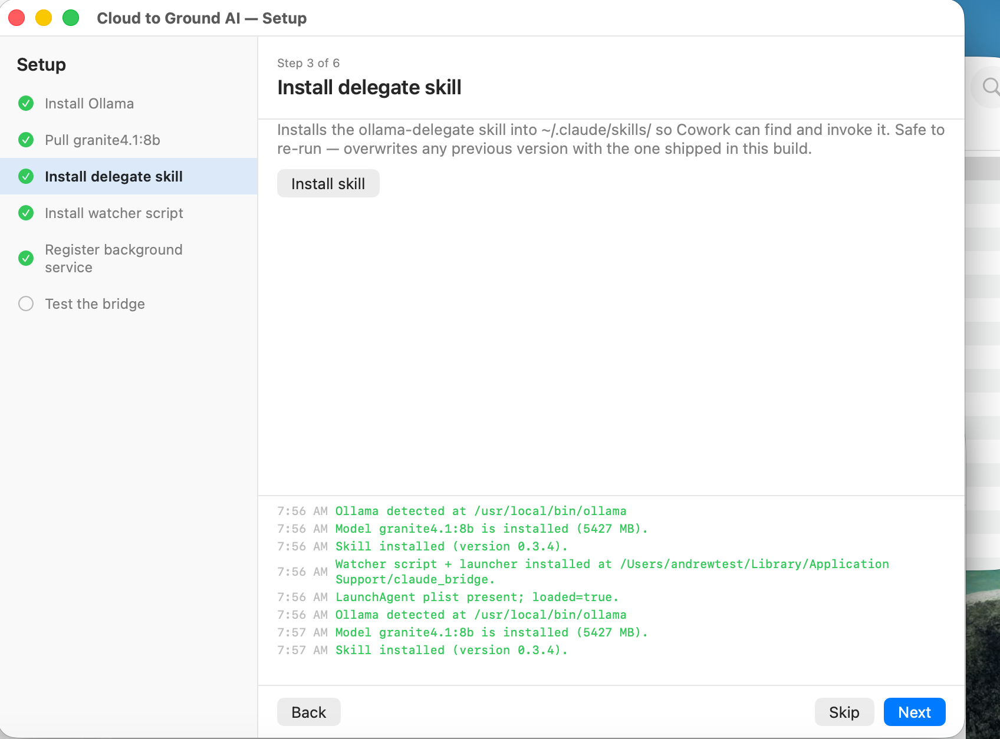 Cloud to Ground AI — Setup
Setup
Install Ollama
Pull granite4.1:8b
Install delegate skill
Install watcher script
Register background
service
Test the bridge
Step 3 of 6
Install delegate skill
Installs the ollama-delegate skill into ~/.claude/skills/ so Cowork can find and invoke it. Safe to
re-run — overwrites any previous version with the one shipped in this build.
Install skill
7:56 AM Ollama detected at /usr/local/bin/ollama
7:56 AM Model granite4.1:8b is installed (5427 MB).
7:56 AM Skill installed (version 0.3.4).
7:56 AM Watcher script + launcher installed at /Users/andrewtest/Library/Application
Support/claude_bridge.
7:56 AM LaunchAgent plist present; loaded=true.
7:56 AM Ollama detected at /usr/local/bin/ollama
7:57 AM Model granite4.1:8b is installed (5427 MB).
7:57 AM Skill installed (version 0.3.4).
Back
Skip
Next